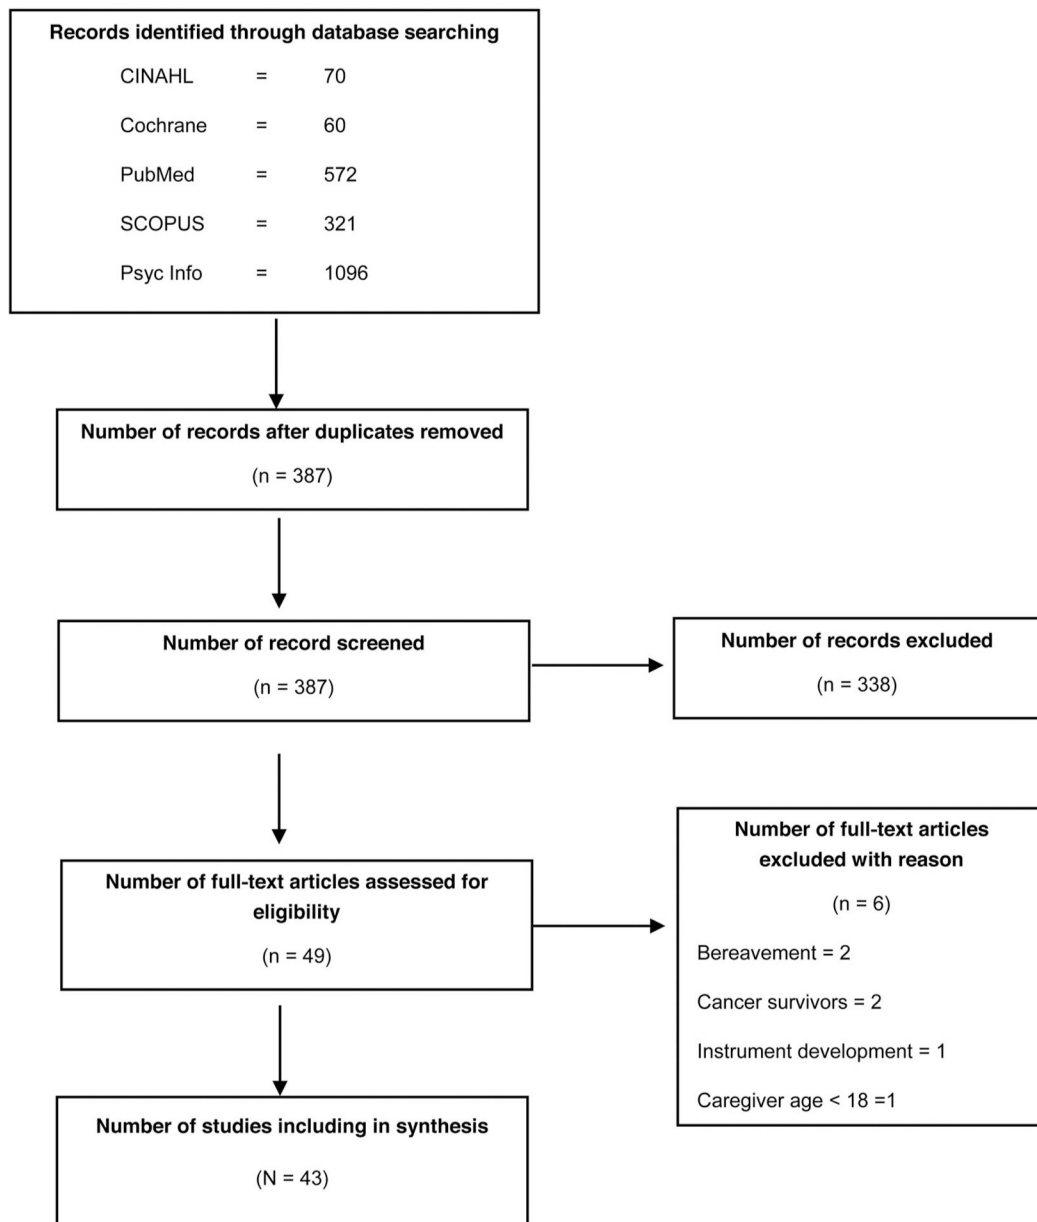 Records identified through database searching
CINAHL = 70
Cochrane = 60
PubMed = 572
SCOPUS = 321
Psyc Info = 1096
Number of records after duplicates removed
(n = 387)
Number of record screened
(n = 387)
Number of records excluded
(n = 338)
Number of full-text articles assessed for
eligibility
(n = 49)
Number of full-text articles
excluded with reason
(n = 6)
Bereavement = 2
Cancer survivors = 2
Instrument development = 1
Caregiver age < 18 =1
Number of studies including in synthesis
(N = 43)